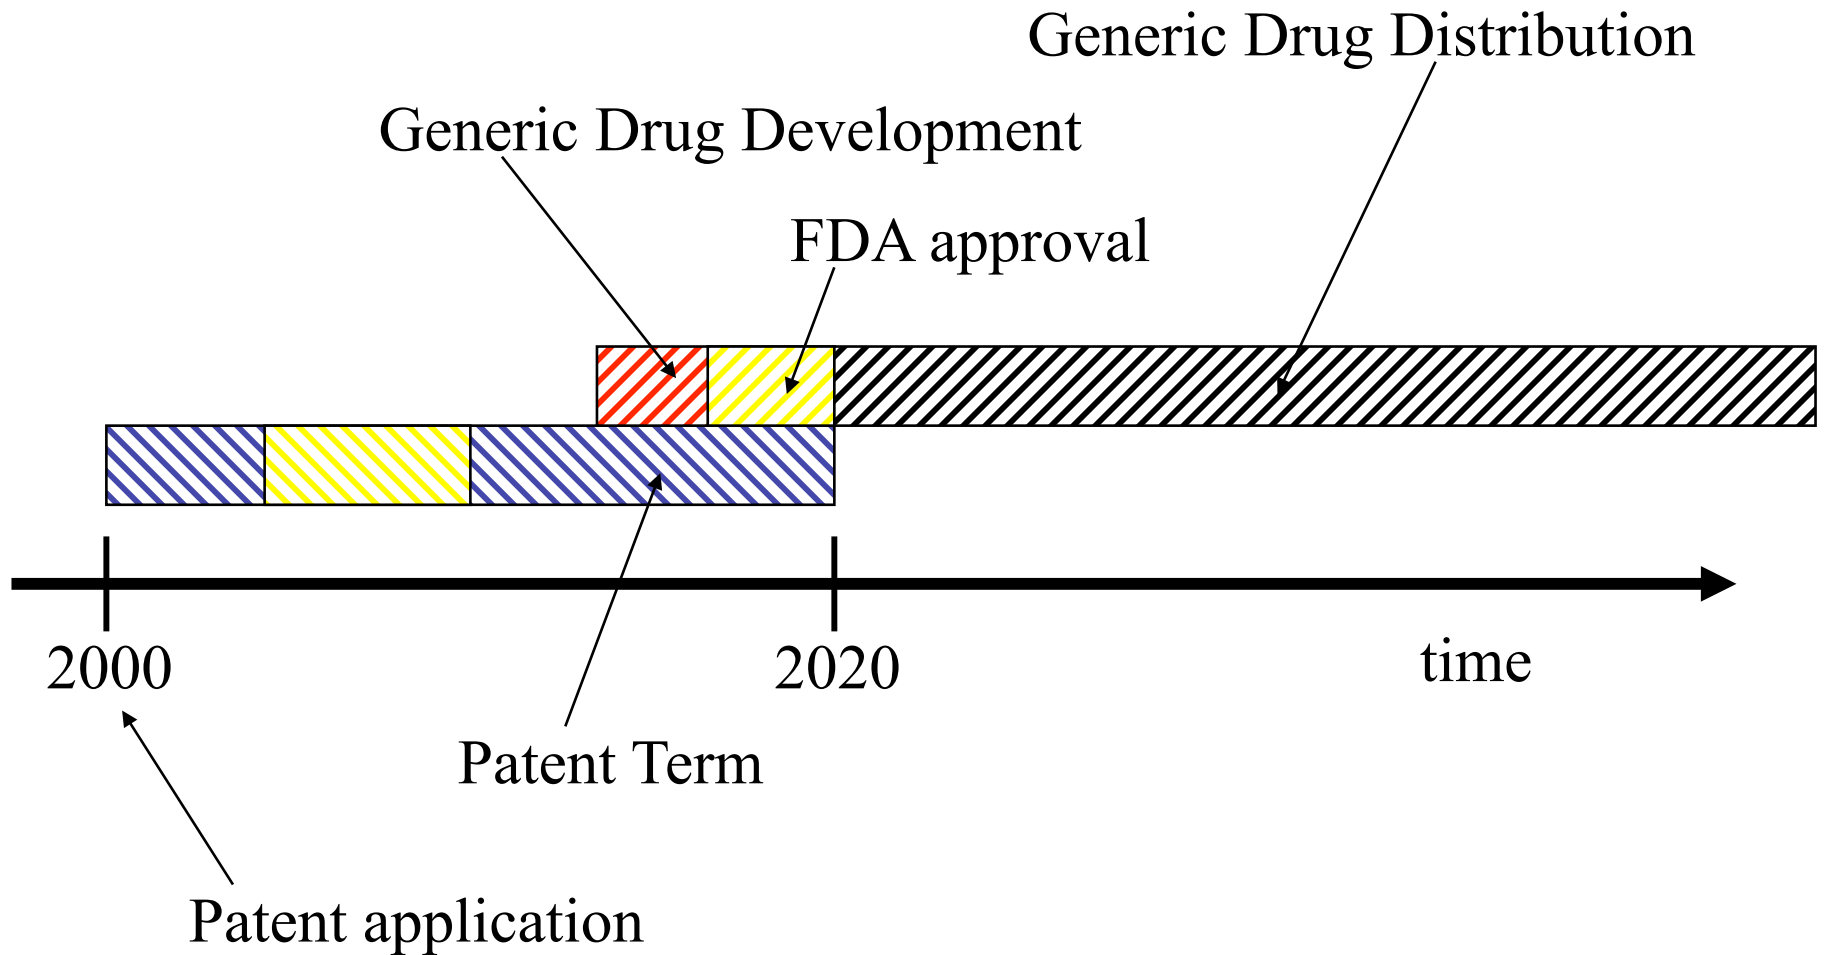 Generic Drug Distribution
Generic Drug Development
FDA approval
2000
2020
time
Patent Term
Patent application